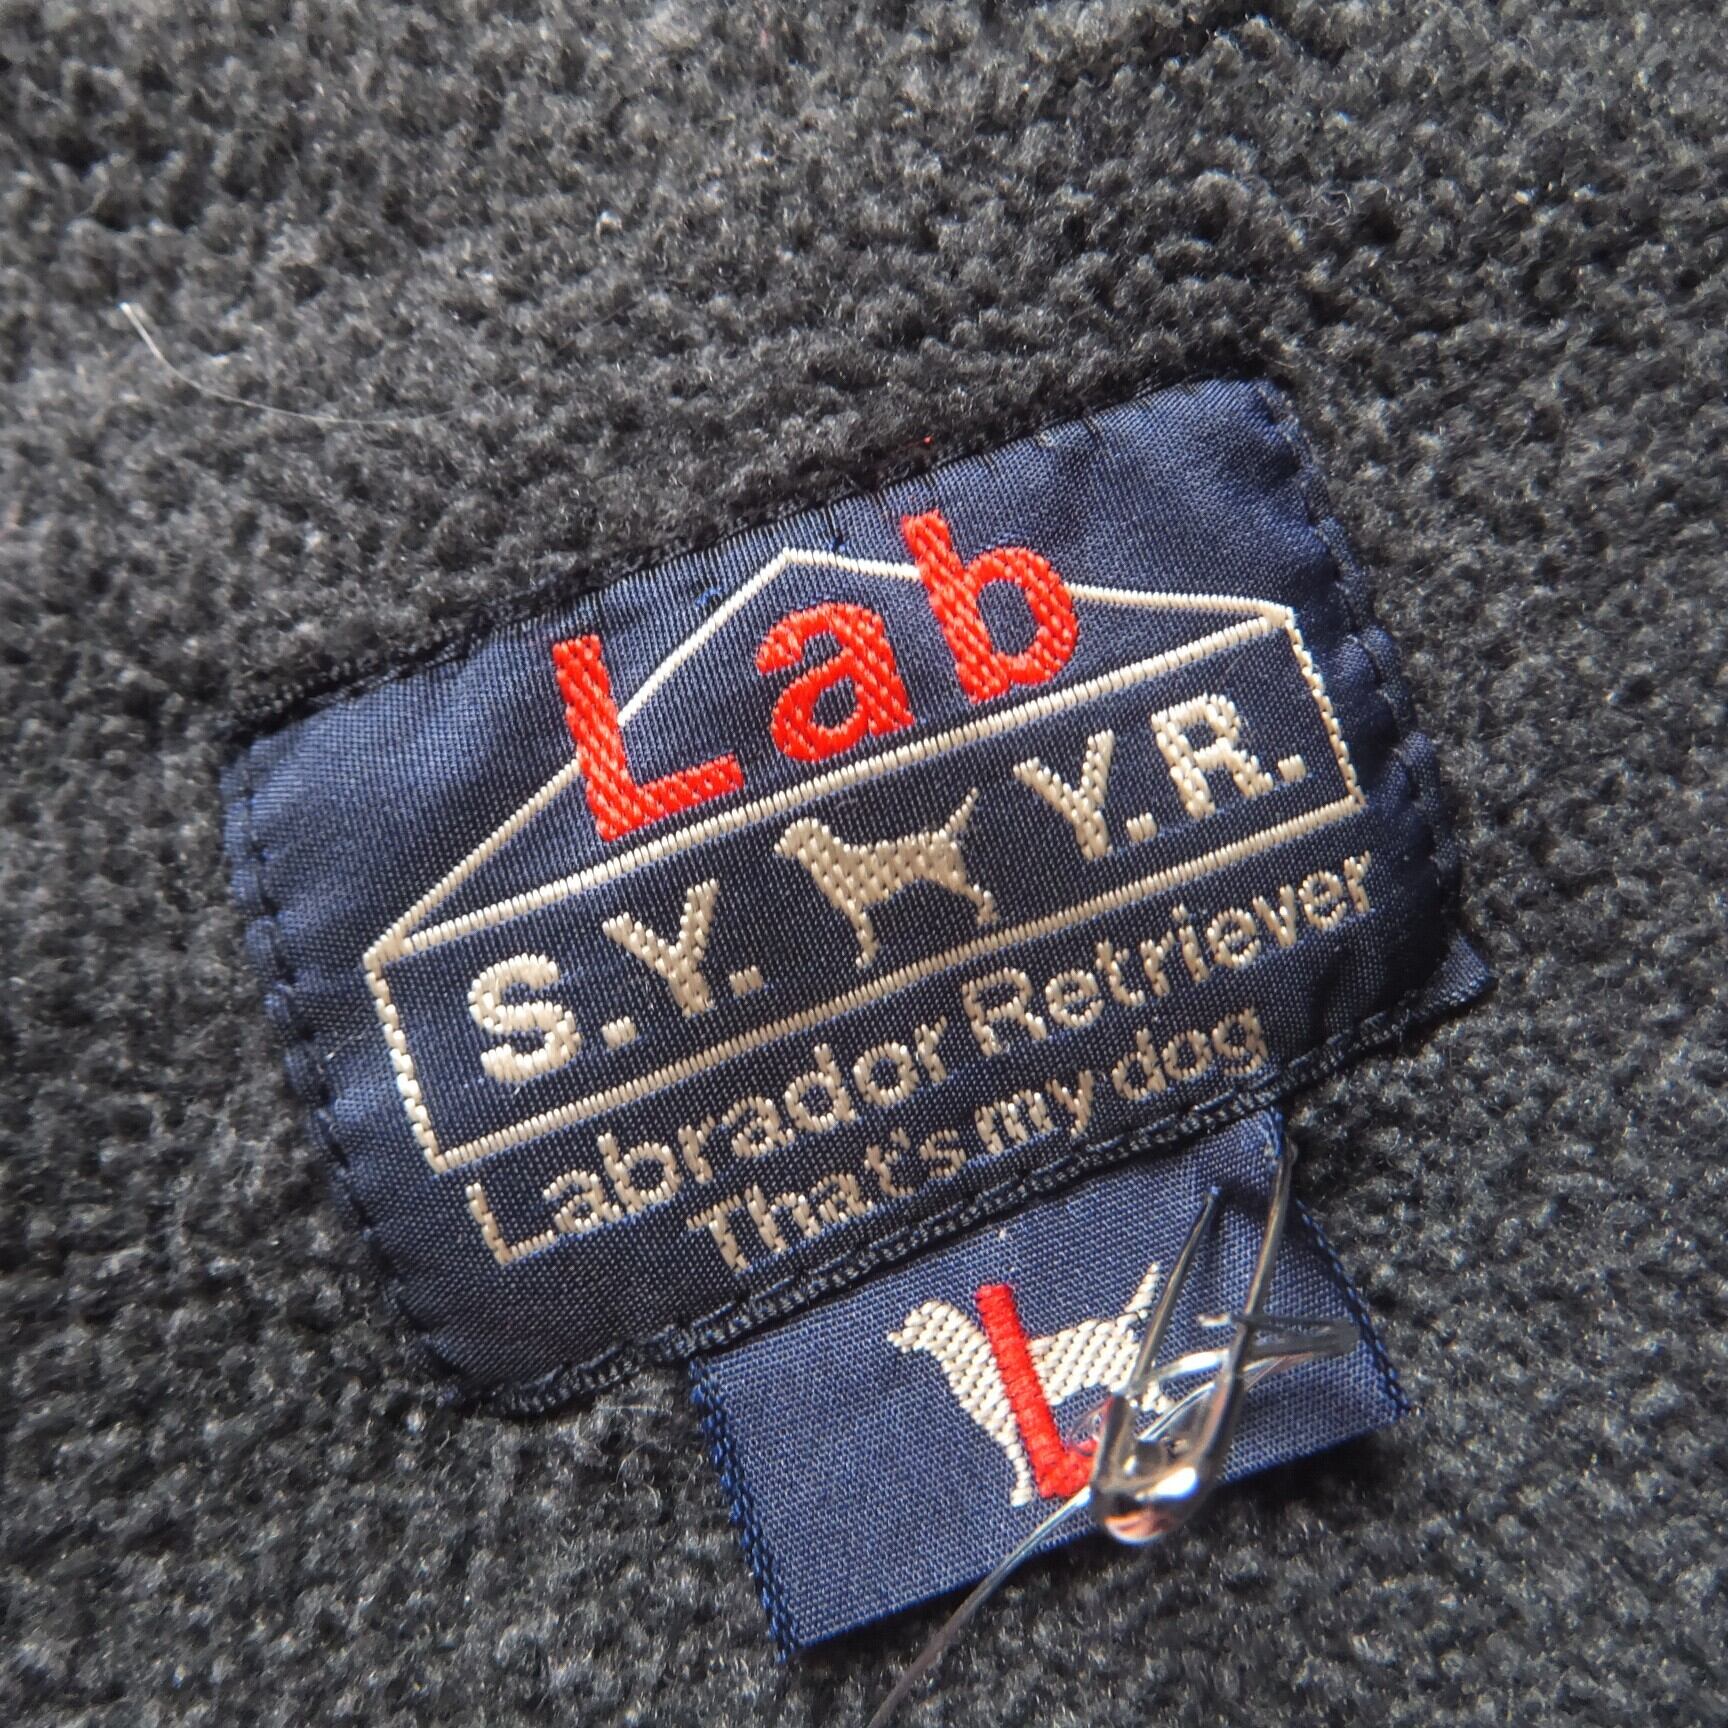 Lab
S.Y. Y.R.
Labrador Retriever
That's my dog
L